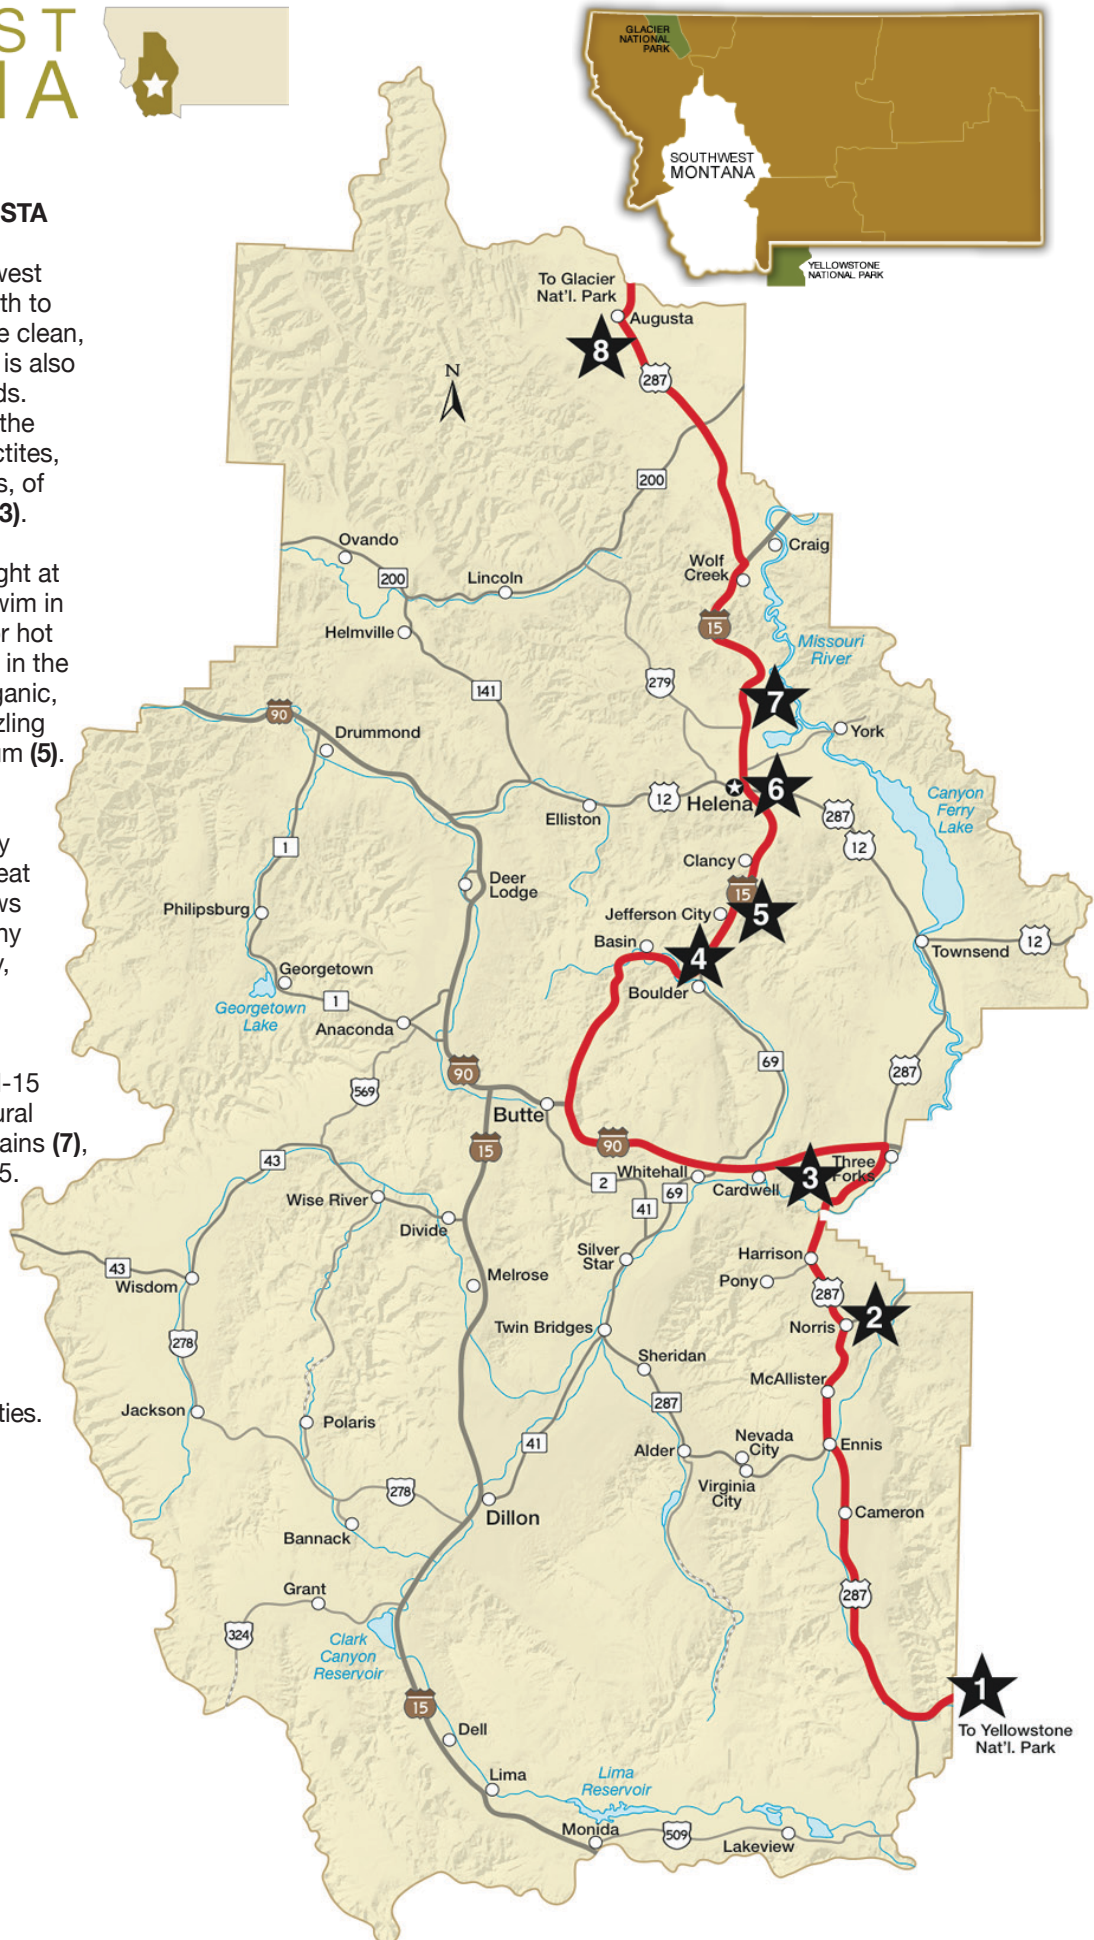 ST
IA
STA
west
th to
e clean,
is also
ds.
the
ctites,
s, of
3).
ght at
wim in
r hot
in the
ganic,
zling
m (5).
y
eat
ws
ny
y,
I-15
ural
ains (7),
5.
ties.
GLACIER
NATIONAL
PARK
SOUTHWEST
MONTANA
YELLOWSTONE
NATIONAL PARK
To Glacier
Nat'l. Park
Augusta
8
N
287
200
Ovando
200
Lincoln
Wolf
Creek
Craig
Helmville
15
Missouri
River
141
279
7
90
Drummond
York
12
Helena
6
Elliston
287
12
Canyon
Ferry
Lake
1
Clancy
Deer
Lodge
15
5
Philipsburg
Jefferson City
Basin
4
Townsend
12
Georgetown
Georgetown
Lake
1
Anaconda
Boulder
69
287
90
569
Butte
15
90
43
Whitehall
2
69
41
Cardwell
3
Three
Forks
Wise River
Divide
Silver
Star
Harrison
43
Wisdom
Melrose
Pony
287
2
Norris
278
Twin Bridges
Sheridan
McAllister
Jackson
Polaris
287
41
Alder
Nevada
City
Virginia
City
Ennis
278
Dillon
Cameron
Bannack
Grant
287
324
Clark
Canyon
Reservoir
15
1
To Yellowstone
Nat'l. Park
Dell
Lima
Lima
Reservoir
Monida
509
Lakeview